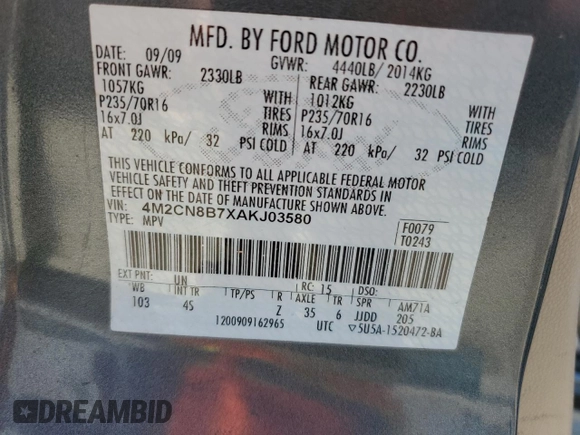 MFD. BY FORD MOTOR CO.
DATE: 09/09 GVWR: 4440LB/ 2014KG
FRONT GAWR: 2330LB REAR GAWR: 2230LB
1057KG WITH 1012KG WITH
P235/70R16 TIRES P235/70R16 TIRES
16x7.0J RIMS 16x7.0J RIMS
AT 220 kPa/ 32 PSI COLD AT 220 kPa/ 32 PSI COLD
THIS VEHICLE CONFORMS TO ALL APPLICABLE FEDERAL MOTOR
VEHICLE SAFETY AND THEFT PREVENTION STANDARDS IN
EFFECT ON THE DATE OF MANUFACTURE SHOWN ABOVE.
VIN: 4M2CN8B7XAKJ03580 F0079
TYPE: MPV T0243
EXT PNT: UN RC: 15 DSO:
WB INT TR TP/PS R AXLE TR SPR AM71A
103 4S Z 35 6 JJDD 205
1200909162965 UTC ▽5U5A-1520472-BA
DREAMBID